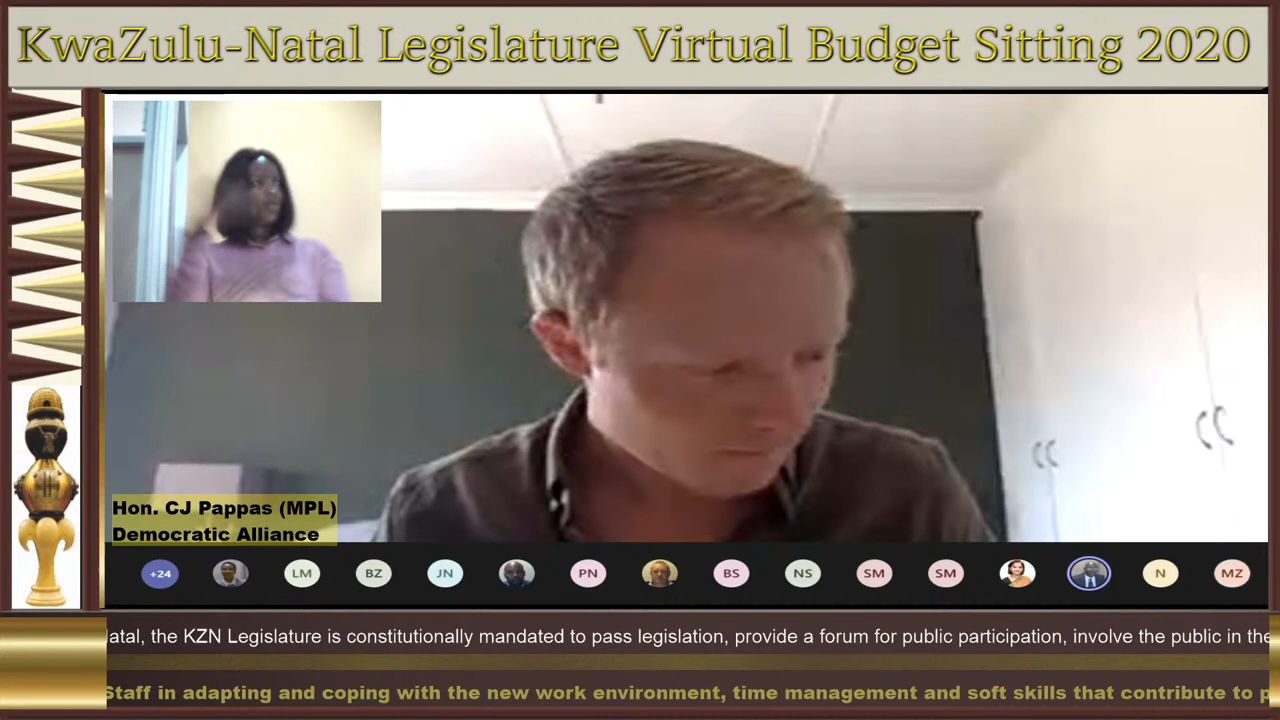 KwaZulu-Natal Legislature Virtual Budget Sitting 2020
Hon. CJ Pappas (MPL)
Democratic Alliance
+24 LM BZ JN PN BS NS SM SM N MZ
atal, the KZN Legislature is constitutionally mandated to pass legislation, provide a forum for public participation, involve the public in the
Staff in adapting and coping with the new work environment, time management and soft skills that contribute to p